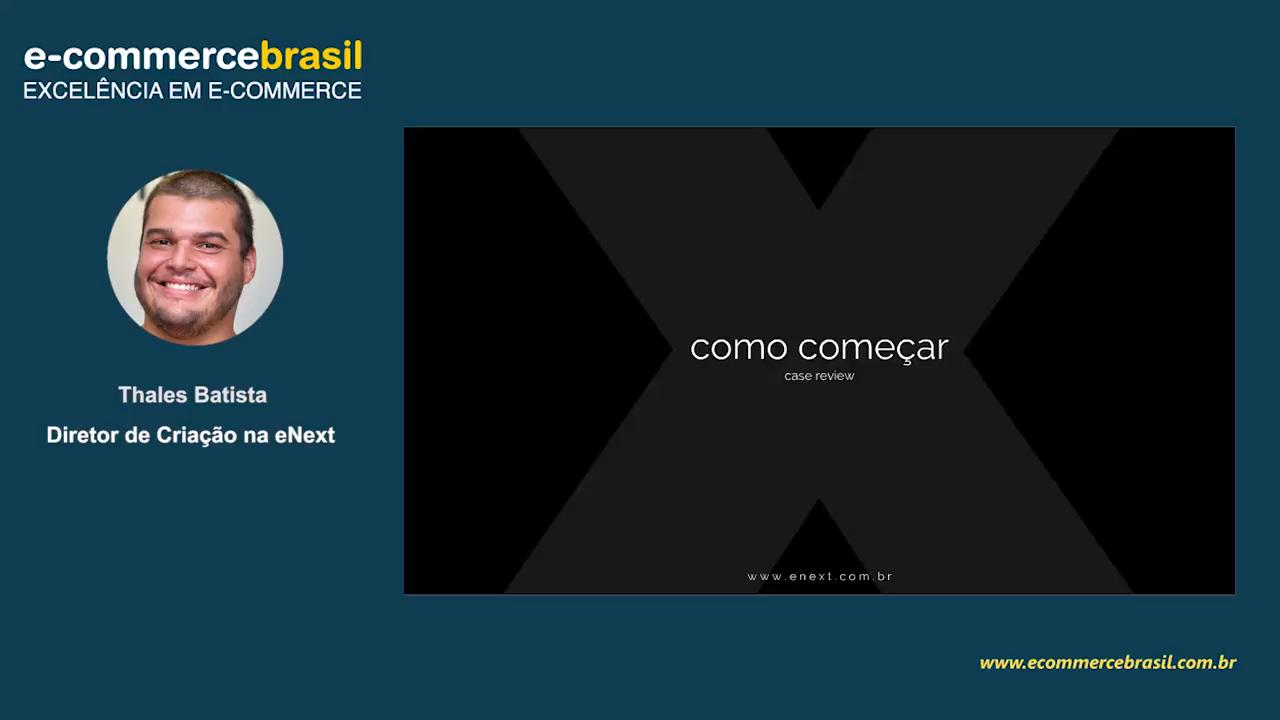 e-commercebrasil
EXCELÊNCIA EM E-COMMERCE
Thales Batista
Diretor de Criação na eNext
como começar
case review
www.enext.com.br
www.ecommercebrasil.com.br